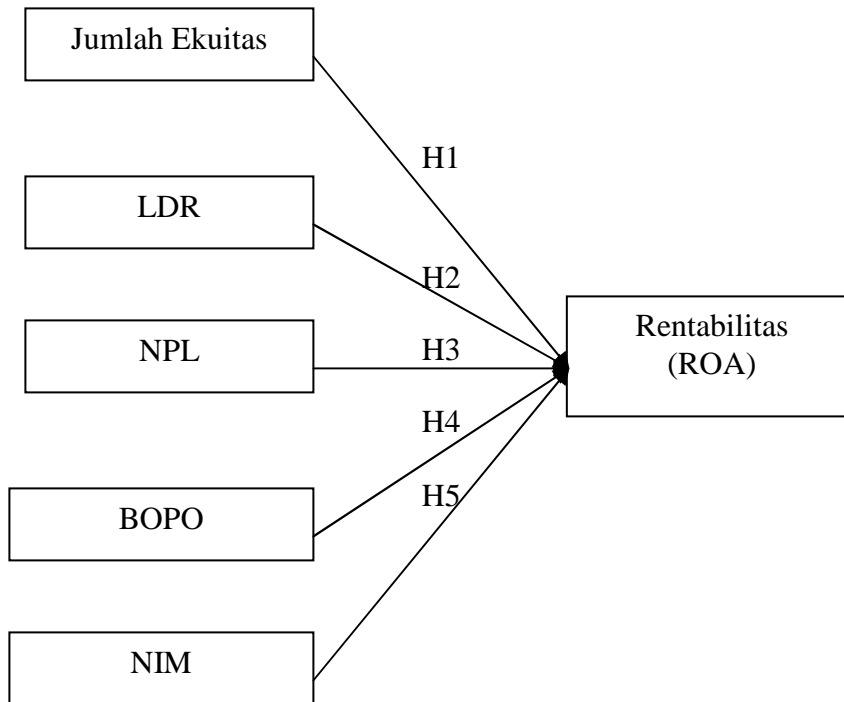 Jumlah Ekuitas
H1
LDR
H2
NPL
H3
Rentabilitas
(ROA)
H4
BOPO
H5
NIM